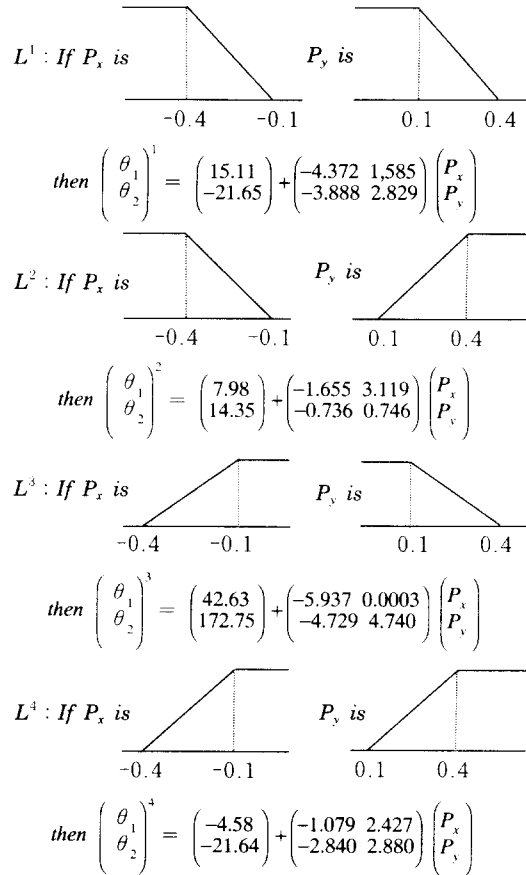 L¹ : If Pₓ is P_y is
-0.4 -0.1 0.1 0.4
then (θ₁ θ₂)¹ = (15.11 -21.65) + (-4.372 1,585 -3.888 2.829) (Pₓ P_y)
L² : If Pₓ is P_y is
-0.4 -0.1 0.1 0.4
then (θ₁ θ₂)² = (7.98 14.35) + (-1.655 3.119 -0.736 0.746) (Pₓ P_y)
L³ : If Pₓ is P_y is
-0.4 -0.1 0.1 0.4
then (θ₁ θ₂)³ = (42.63 172.75) + (-5.937 0.0003 -4.729 4.740) (Pₓ P_y)
L⁴ : If Pₓ is P_y is
-0.4 -0.1 0.1 0.4
then (θ₁ θ₂)⁴ = (-4.58 -21.64) + (-1.079 2.427 -2.840 2.880) (Pₓ P_y)